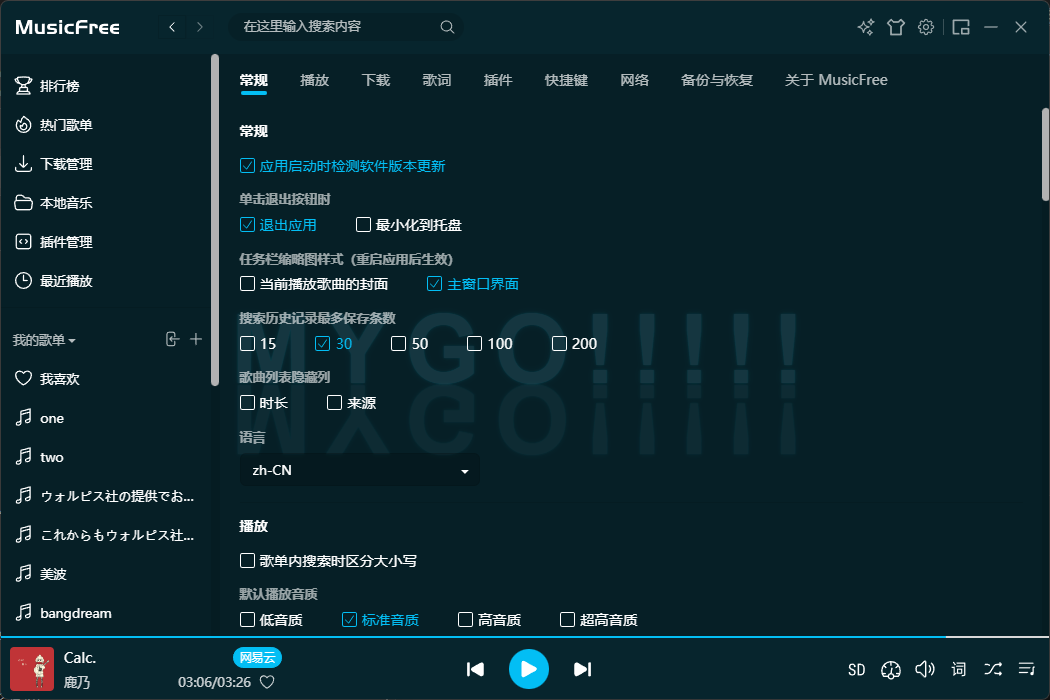 MusicFree
在这里输入搜索内容
排行榜
热门歌单
下载管理
本地音乐
插件管理
最近播放
我的歌单
我喜欢
one
two
ウォルピス社の提供でお...
これからもウォルピス社...
美波
bangdream
常规 播放 下载 歌词 插件 快捷键 网络 备份与恢复 关于 MusicFree
常规
应用启动时检测软件版本更新
单击退出按钮时
退出应用 最小化到托盘
任务栏缩略图样式（重启应用后生效）
当前播放歌曲的封面 主窗口界面
搜索历史记录最多保存条数
15 30 50 100 200
歌曲列表隐藏列
时长 来源
语言
zh-CN
MYGO!!!!!
播放
歌单内搜索时区分大小写
默认播放音质
低音质 标准音质 高音质 超高音质
Calc.
网易云
鹿乃
03:06/03:26
SD
词